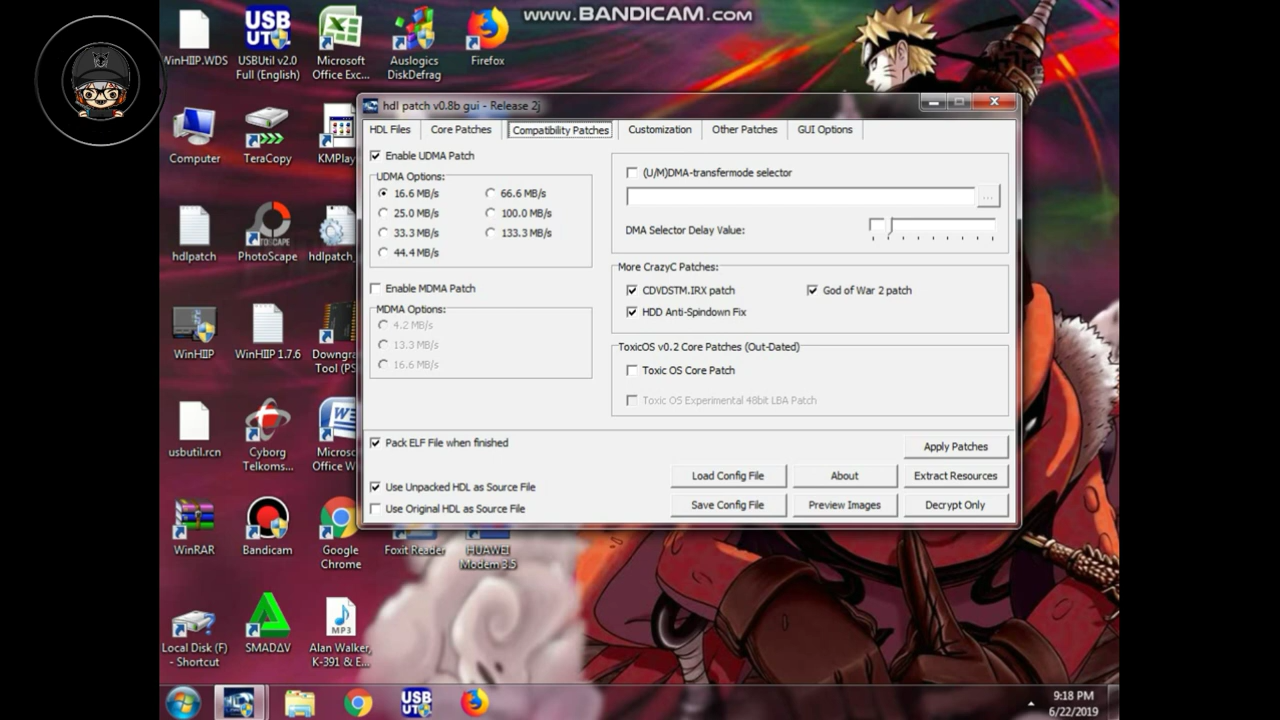 www.BANDICAM.com
WinHIIP.WDS
USBUtil v2.0
Full (English)
Microsoft
Office Exc...
Auslogics
DiskDefrag
Firefox
Computer
TeraCopy
KMPlay
hdlpatch
PhotoScape
hdlpatch_
WinHIIP
WinHIIP 1.7.6
Downgra
Tool (PS
usbutil.rcn
Cyborg
Telkoms...
Micros
Office W
WinRAR
Bandicam
Google
Chrome
Foxit Reader
HUAWEI
Modem 3.5
Local Disk (F)
- Shortcut
SMADΔV
MP3
Alan Walker,
K-391 & E...
USB
UT
hdl patch v0.8b gui - Release 2j
HDL Files
Core Patches
Compatibility Patches
Customization
Other Patches
GUI Options
Enable UDMA Patch
UDMA Options:
16.6 MB/s
66.6 MB/s
25.0 MB/s
100.0 MB/s
33.3 MB/s
133.3 MB/s
44.4 MB/s
Enable MDMA Patch
MDMA Options:
4.2 MB/s
13.3 MB/s
16.6 MB/s
(U/M)DMA-transfermode selector
...
DMA Selector Delay Value:
More CrazyC Patches:
CDVDSTM.IRX patch
God of War 2 patch
HDD Anti-Spindown Fix
ToxicOS v0.2 Core Patches (Out-Dated)
Toxic OS Core Patch
Toxic OS Experimental 48bit LBA Patch
Pack ELF File when finished
Use Unpacked HDL as Source File
Use Original HDL as Source File
Apply Patches
Load Config File
About
Extract Resources
Save Config File
Preview Images
Decrypt Only
USB
UT
9:18 PM
6/22/2019